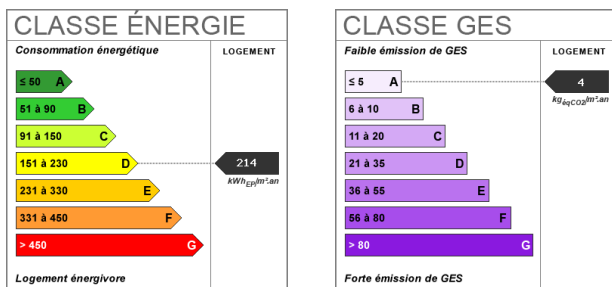 CLASSE ÉNERGIE
Consommation énergétique
LOGEMENT
≤ 50 A
51 à 90 B
91 à 150 C
151 à 230 D
214
kWhEP/m².an
231 à 330 E
331 à 450 F
> 450 G
Logement énergivore
CLASSE GES
Faible émission de GES
LOGEMENT
≤ 5 A
4
kgéqCO2/m².an
6 à 10 B
11 à 20 C
21 à 35 D
36 à 55 E
56 à 80 F
> 80 G
Forte émission de GES